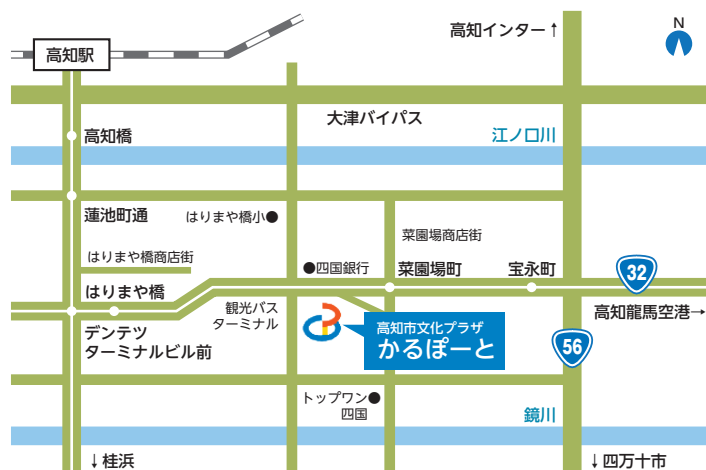 高知インター↑
N
高知駅
大津バイパス
高知橋
江ノ口川
蓮池町通
はりまや橋小●
菜園場商店街
はりまや橋商店街
●四国銀行
菜園場町
宝永町
32
はりまや橋
観光バス
ターミナル
高知龍馬空港→
デンテツ
ターミナルビル前
高知市文化プラザ
かるぽーと
56
トップワン●
四国
鏡川
↓桂浜
↓四万十市